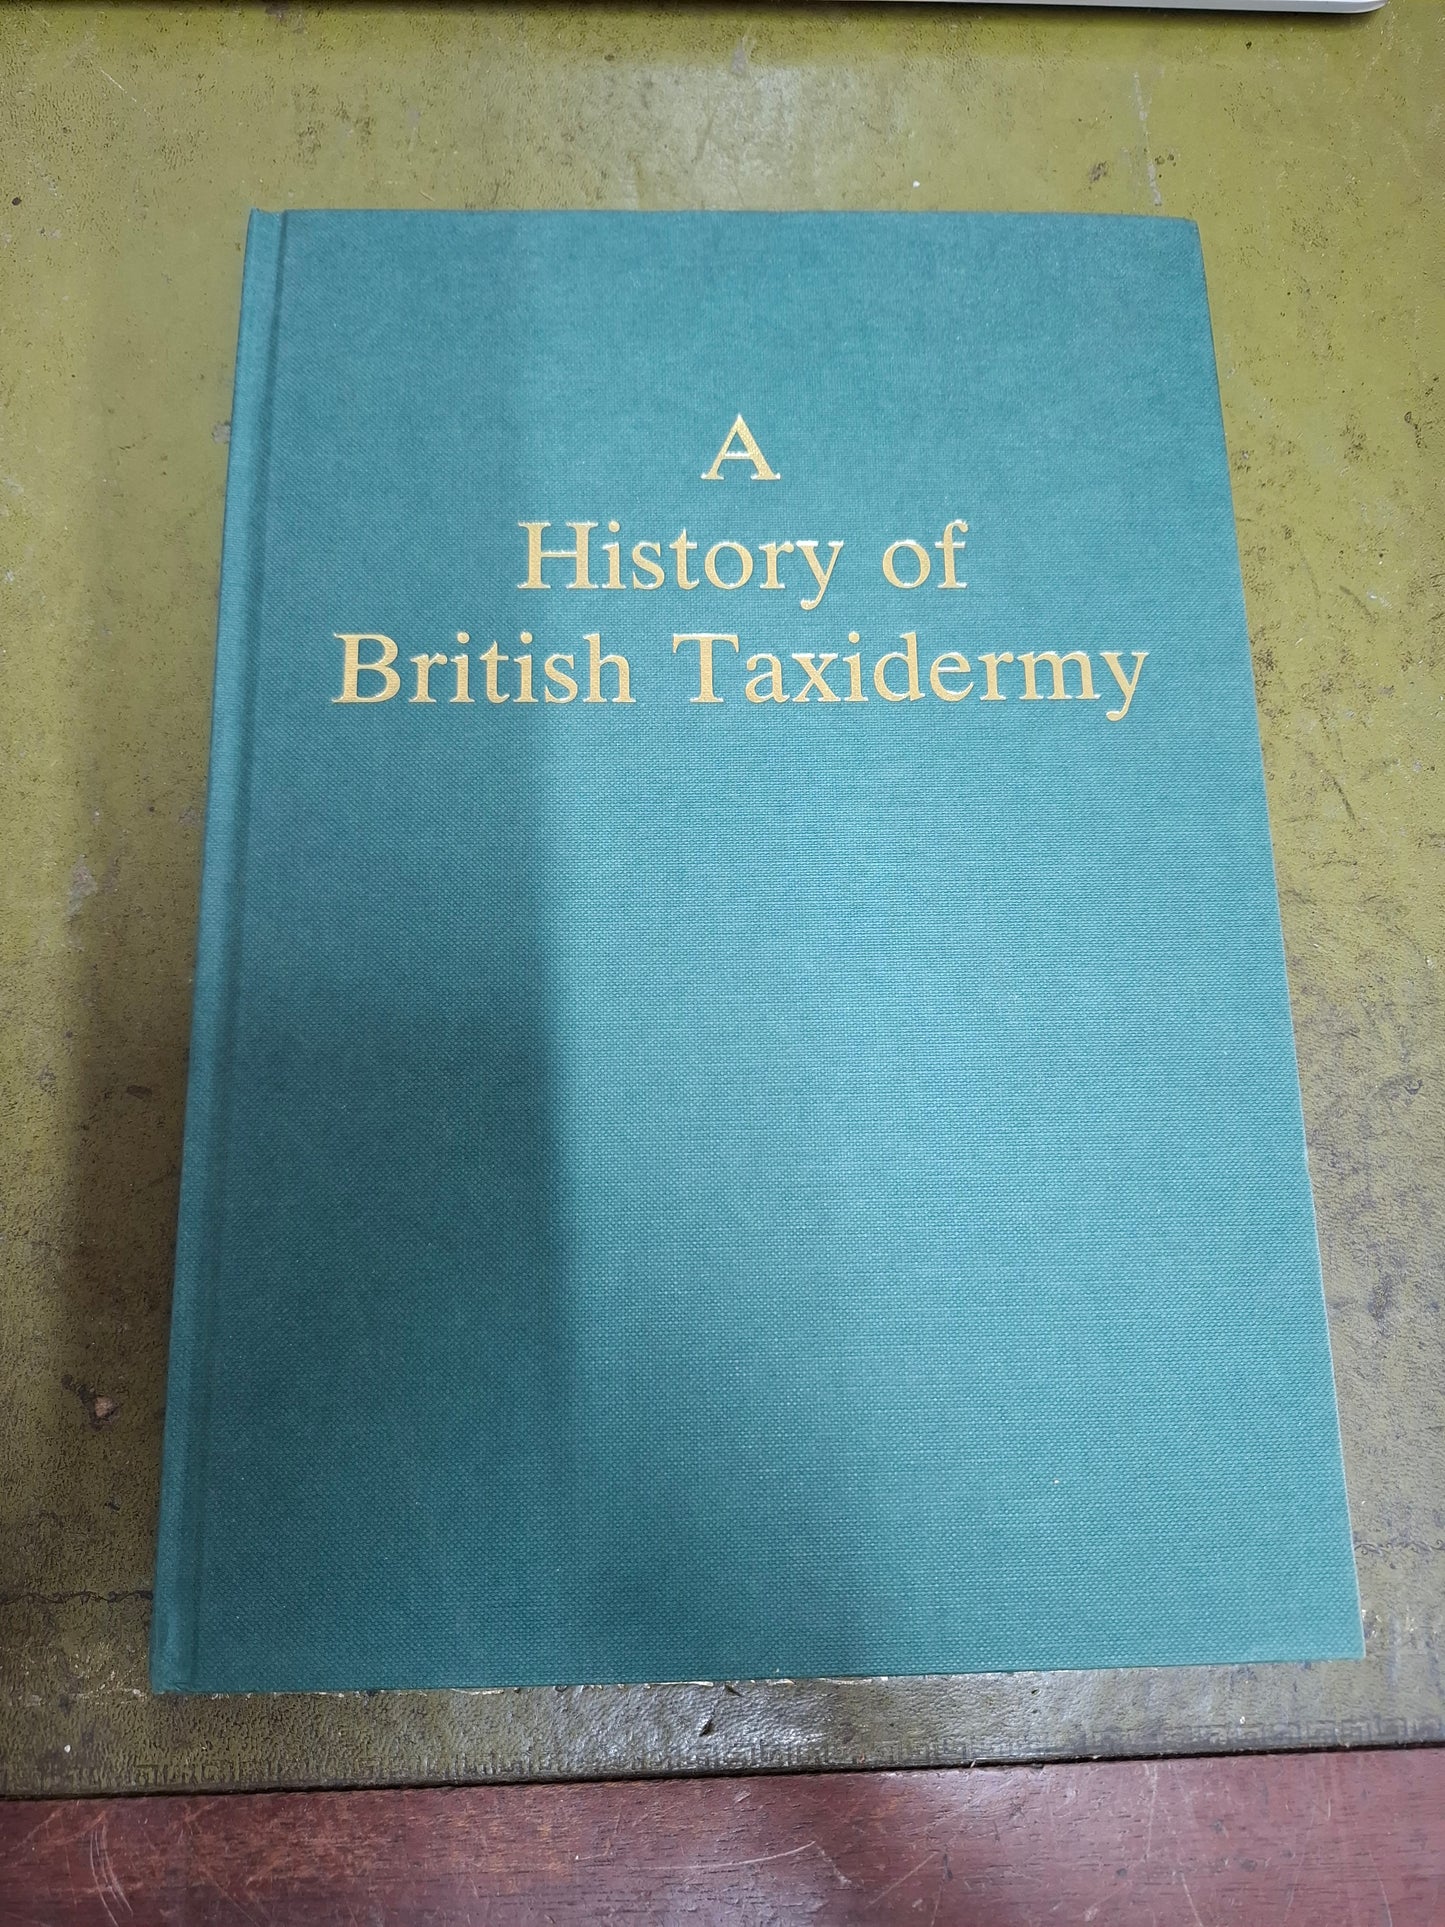 A
History of
British Taxidermy